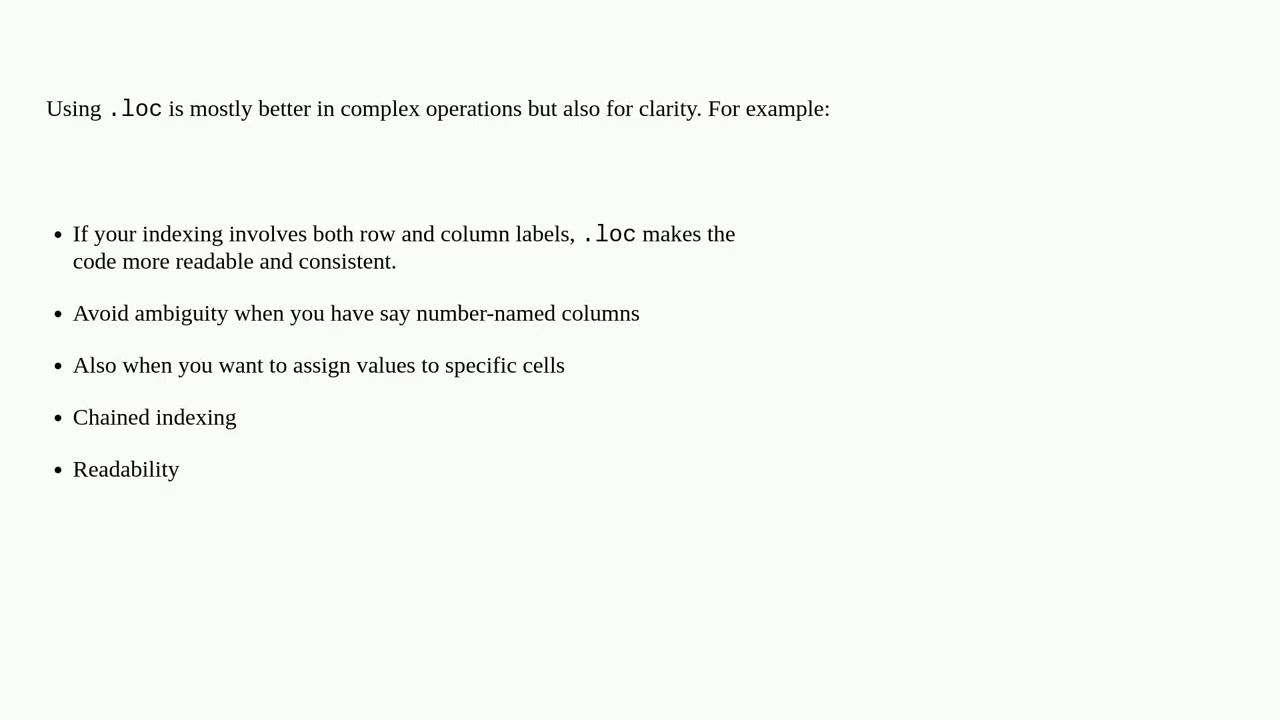 Using .loc is mostly better in complex operations but also for clarity. For example:
• If your indexing involves both row and column labels, .loc makes the
code more readable and consistent.
• Avoid ambiguity when you have say number-named columns
• Also when you want to assign values to specific cells
• Chained indexing
• Readability